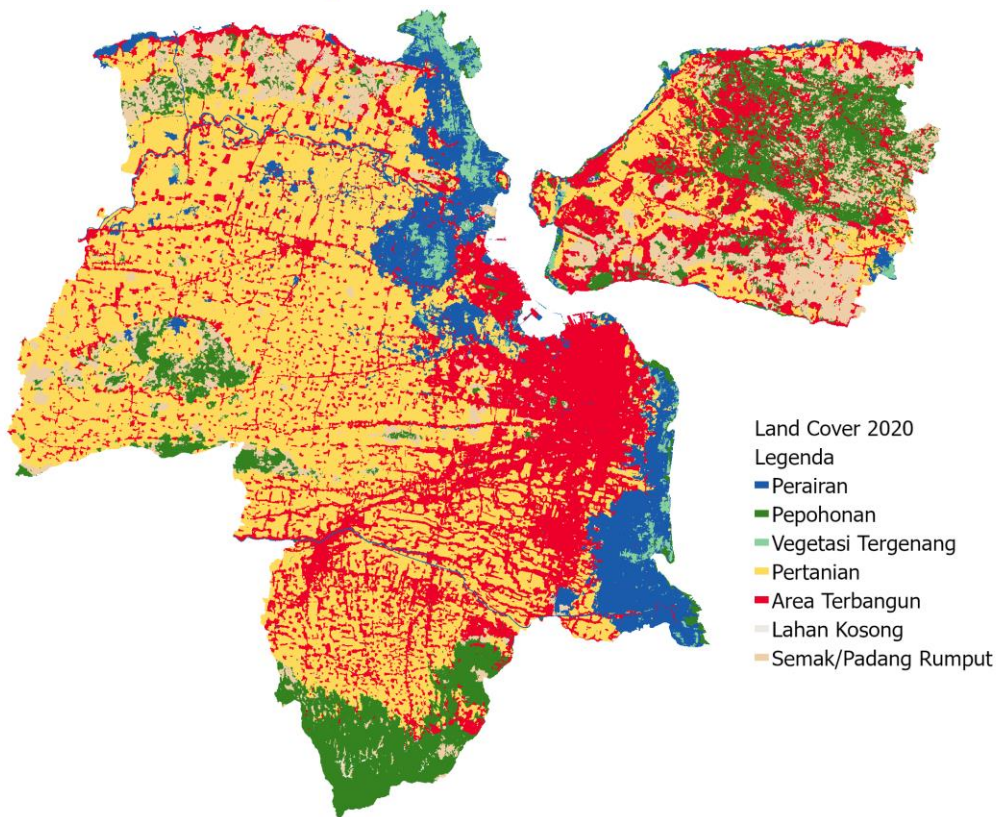 Land Cover 2020
Legenda
Perairan
Pepohonan
Vegetasi Tergenang
Pertanian
Area Terbangun
Lahan Kosong
Semak/Padang Rumput